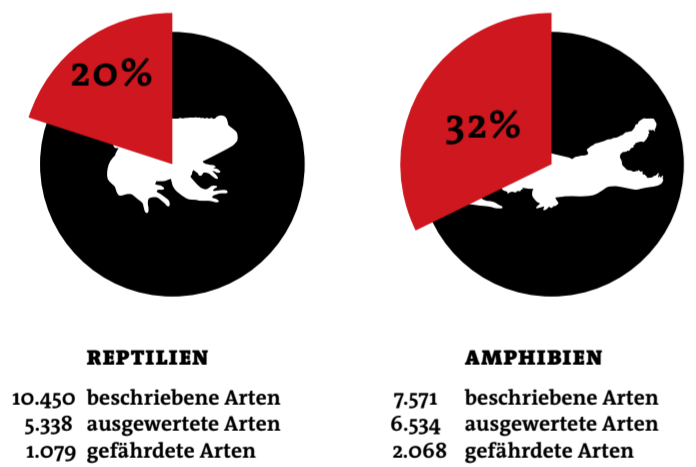 20%
32%
REPTILIEN
10.450 beschriebene Arten
5.338 ausgewertete Arten
1.079 gefährdete Arten
AMPHIBIEN
7.571 beschriebene Arten
6.534 ausgewertete Arten
2.068 gefährdete Arten